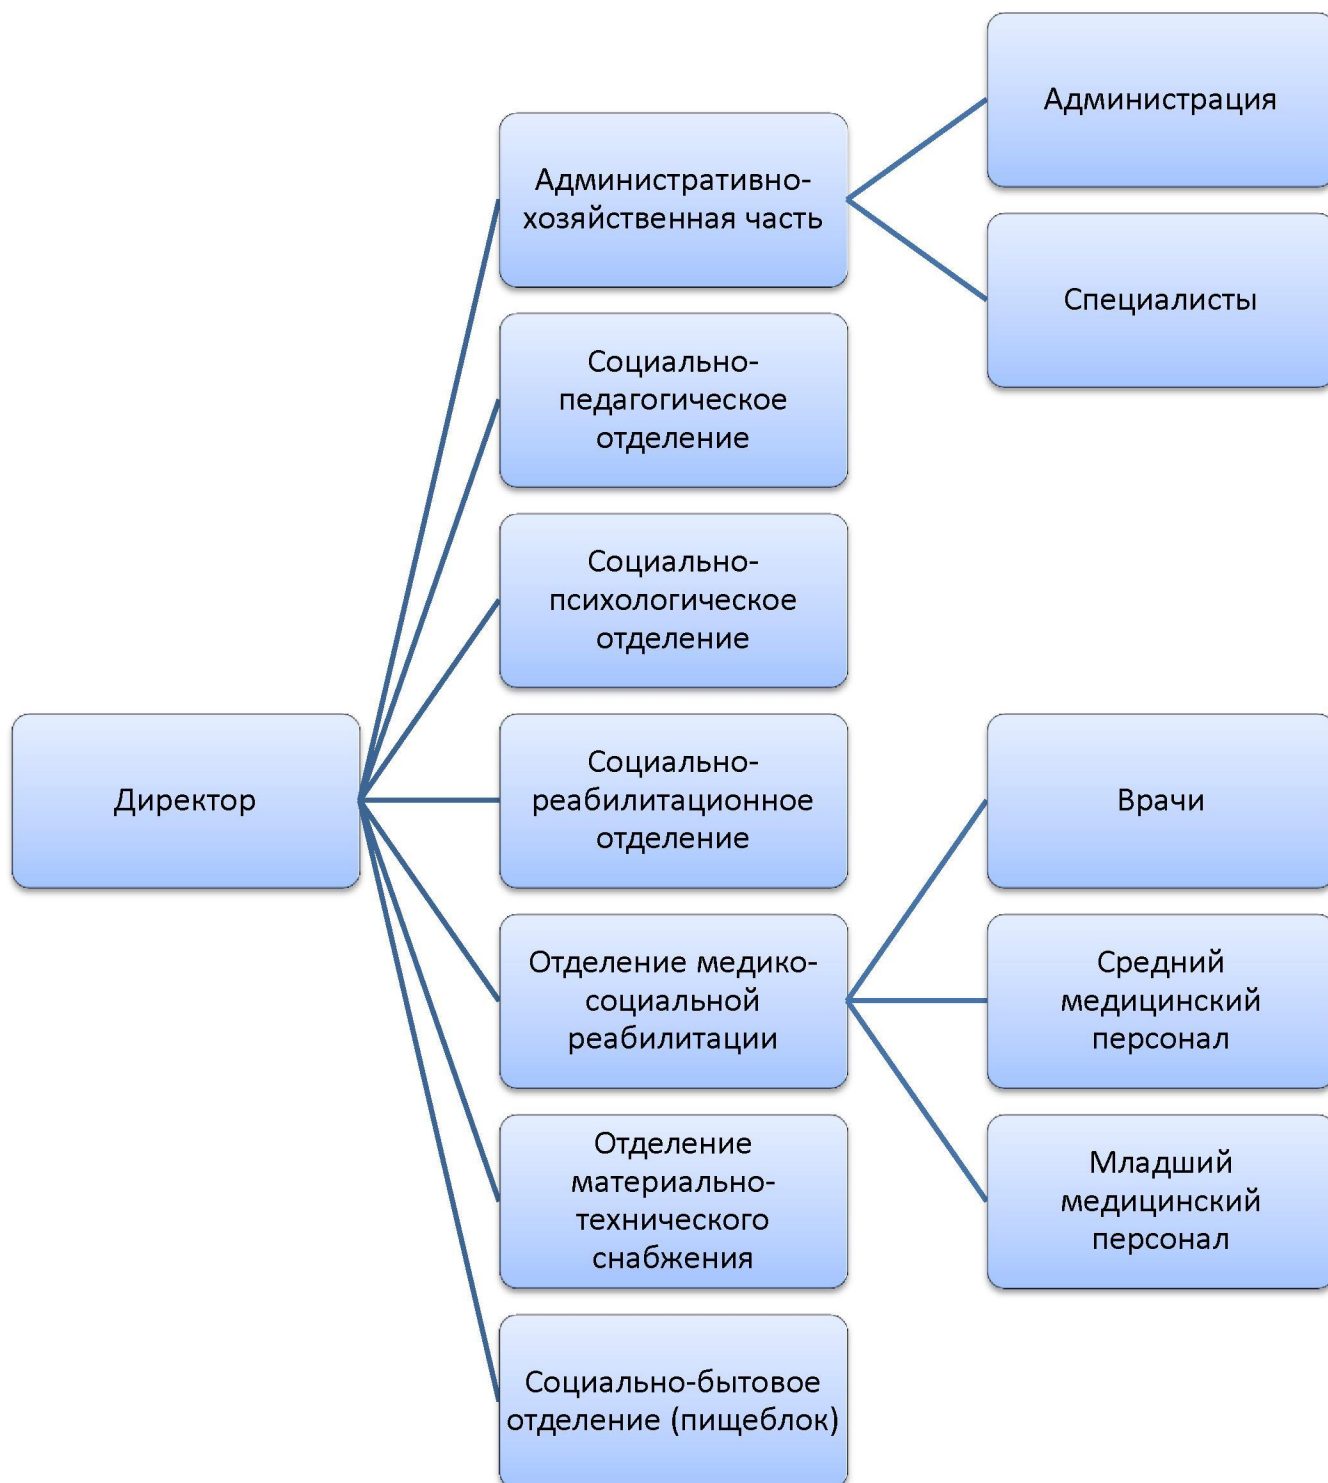 Администрация
Административно-
хозяйственная часть
Специалисты
Социально-
педагогическое
отделение
Социально-
психологическое
отделение
Директор
Социально-
реабилитационное
отделение
Врачи
Отделение медико-
социальной
реабилитации
Средний
медицинский
персонал
Отделение
материально-
технического
снабжения
Младший
медицинский
персонал
Социально-бытовое
отделение (пищеблок)